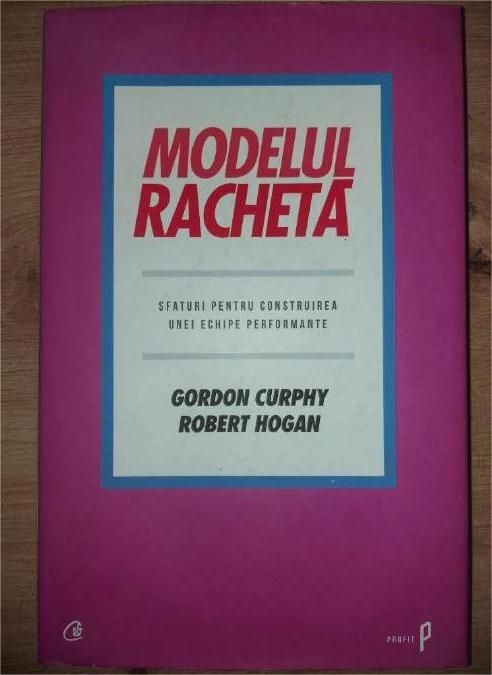 MODELUL
RACHETĂ
SFATURI PENTRU CONSTRUIREA
UNEI ECHIPE PERFORMANTE
GORDON CURPHY
ROBERT HOGAN
PROFIT P